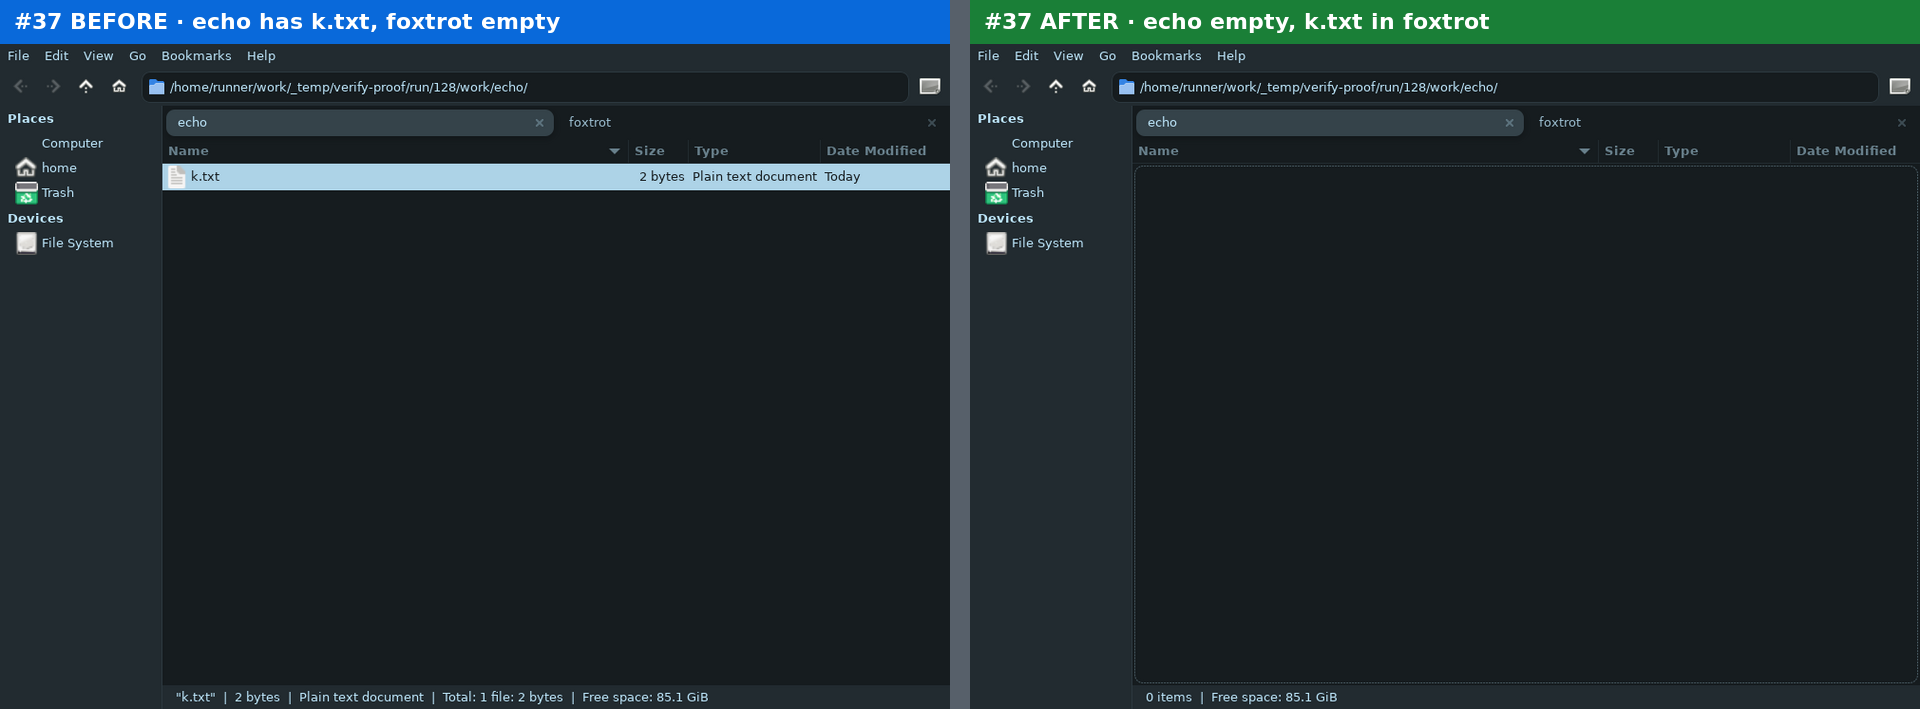 #37 BEFORE · echo has k.txt, foxtrot empty
File Edit View Go Bookmarks Help
/home/runner/work/_temp/verify-proof/run/128/work/echo/
Places
Computer
home
Trash
Devices
File System
echo foxtrot
Name Size Type Date Modified
k.txt 2 bytes Plain text document Today
"k.txt" | 2 bytes | Plain text document | Total: 1 file: 2 bytes | Free space: 85.1 GiB
#37 AFTER · echo empty, k.txt in foxtrot
File Edit View Go Bookmarks Help
/home/runner/work/_temp/verify-proof/run/128/work/echo/
Places
Computer
home
Trash
Devices
File System
echo foxtrot
Name Size Type Date Modified
0 items | Free space: 85.1 GiB